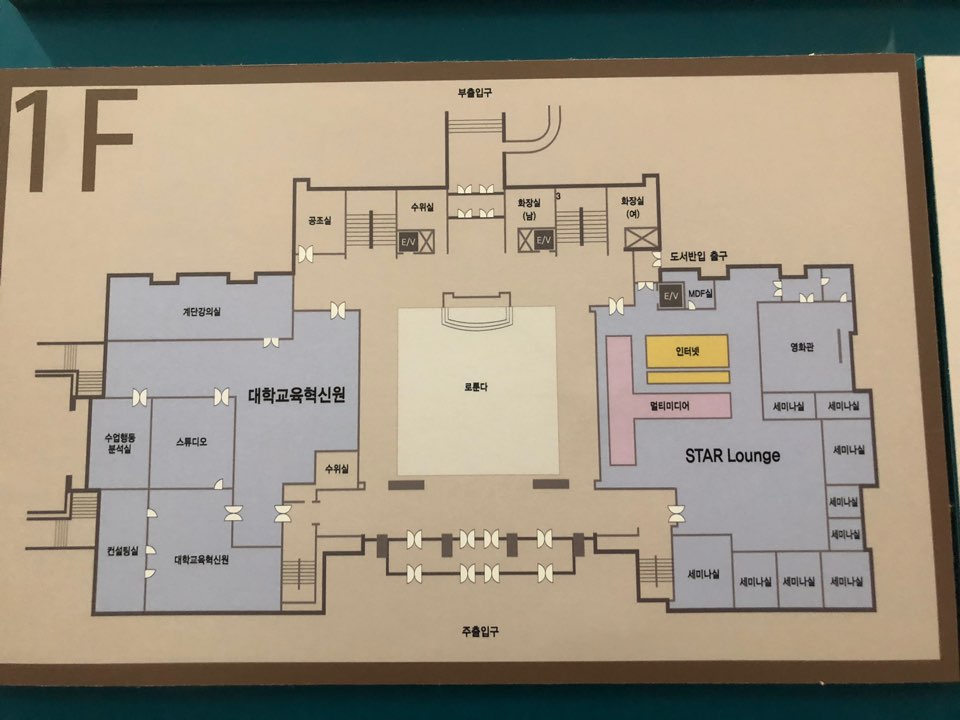 1F
부출입구
공조실
수위실
E/V
화장실
(남)
E/V
3
화장실
(여)
도서반입 출구
E/V
MDF실
계단강의실
인터넷
영화관
로툰다
대학교육혁신원
멀티미디어
세미나실
세미나실
수업행동
분석실
스튜디오
수위실
STAR Lounge
세미나실
세미나실
세미나실
컨설팅실
대학교육혁신원
세미나실
세미나실
세미나실
세미나실
주출입구